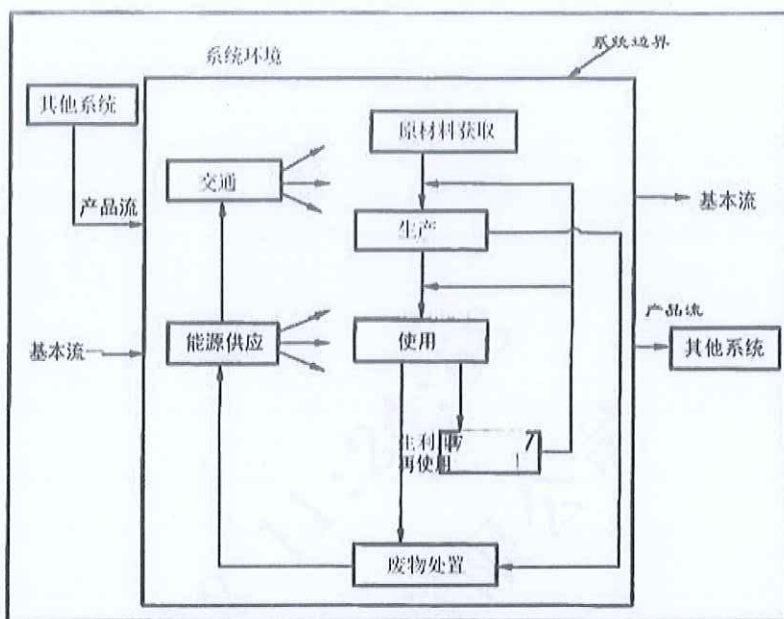 系统环境
系统边界
其他系统
原材料获取
交通
产品流
基本流
生产
产品流
基本流
能源供应
使用
其他系统
生利
再使用
废物处置